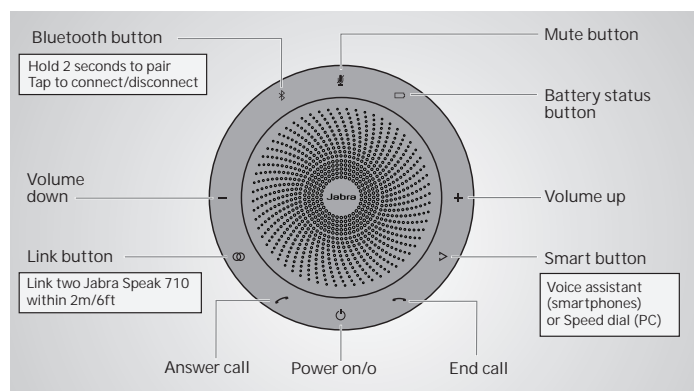 Bluetooth button
Hold 2 seconds to pair
Tap to connect/disconnect
Mute button
Battery status
button
Volume
down
Jabra
Volume up
Link button
Link two Jabra Speak 710
within 2m/6ft
Smart button
Voice assistant
(smartphones)
or Speed dial (PC)
Answer call
Power on/o
End call